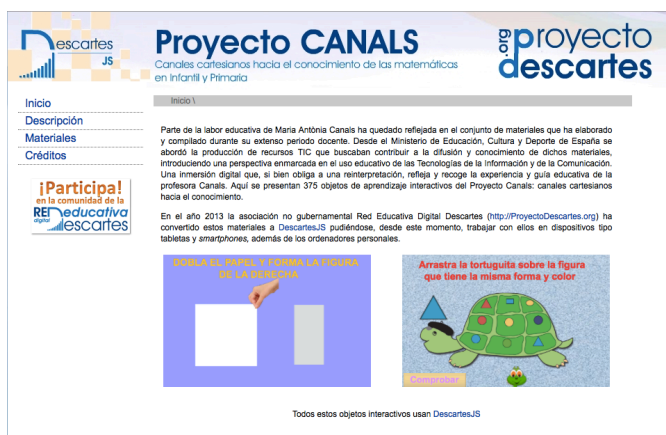 Descartes
JS
Proyecto CANALS
Canales cartesianos hacia el conocimiento de las matemáticas
en Infantil y Primaria
proyecto
descartes
.org
Inicio
Descripción
Materiales
Créditos
¡Participa!
en la comunidad de la
RED educativa
digital DESCARTES
Inicio \
Parte de la labor educativa de Maria Antònia Canals ha quedado reflejada en el conjunto de materiales que ha elaborado
y compilado durante su extenso periodo docente. Desde el Ministerio de Educación, Cultura y Deporte de España se
abordó la producción de recursos TIC que buscaban contribuir a la difusión y conocimiento de dichos materiales,
introduciendo una perspectiva enmarcada en el uso educativo de las Tecnologías de la Información y de la Comunicación.
Una inmersión digital que, si bien obliga a una reinterpretación, refleja y recoge la experiencia y guía educativa de la
profesora Canals. Aquí se presentan 375 objetos de aprendizaje interactivos del Proyecto Canals: canales cartesianos
hacia el conocimiento.
En el año 2013 la asociación no gubernamental Red Educativa Digital Descartes (http://ProyectoDescartes.org) ha
convertido estos materiales a DescartesJS pudiéndose, desde este momento, trabajar con ellos en dispositivos tipo
tabletas y smartphones, además de los ordenadores personales.
DOBLA EL PAPEL Y FORMA LA FIGURA
DE LA DERECHA
Arrastra la tortuguita sobre la figura
que tiene la misma forma y color
Comprobar
Todos estos objetos interactivos usan DescartesJS